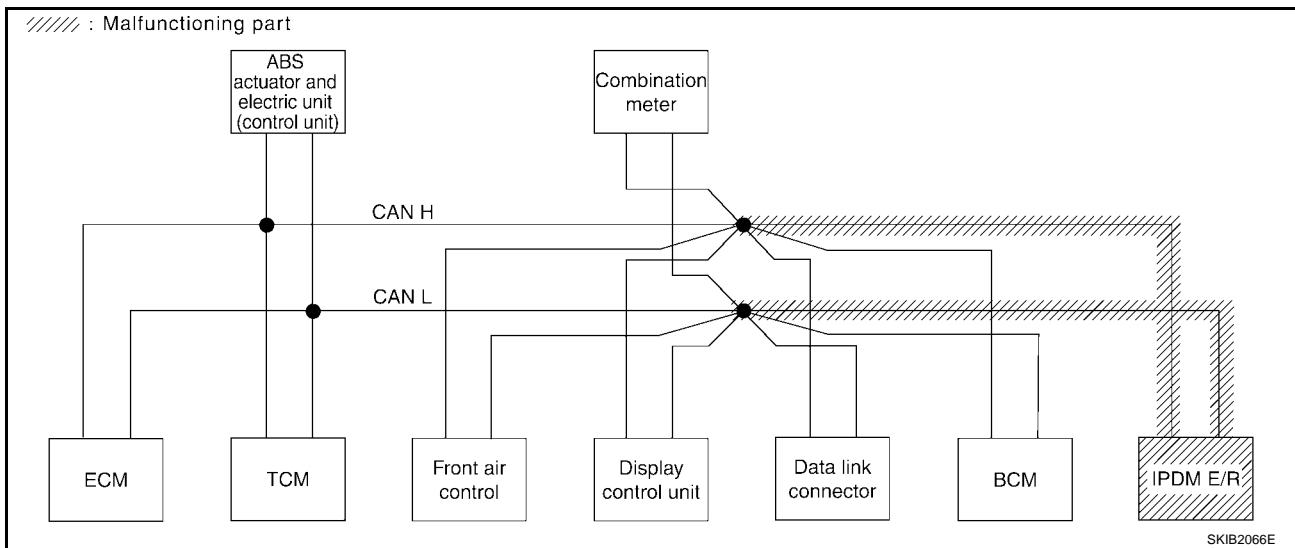 : Malfunctioning part
ABS
actuator and
electric unit
(control unit)
Combination
meter
CAN H
CAN L
ECM
TCM
Front air
control
Display
control unit
Data link
connector
BCM
IPDM E/R
SKIB2066E